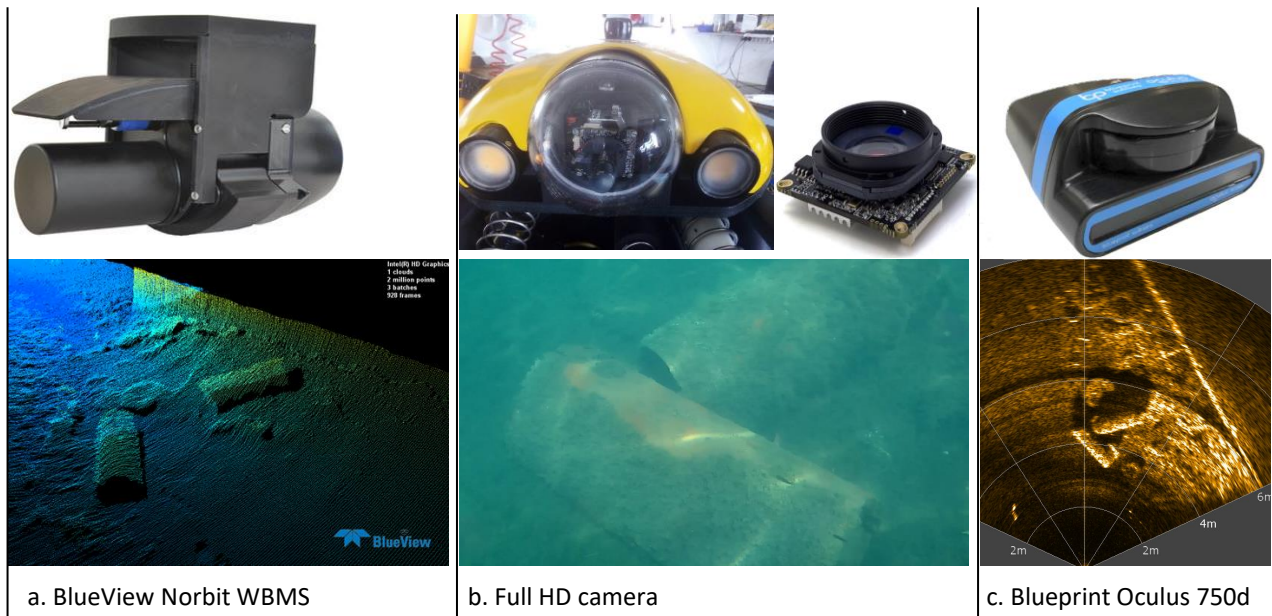 Intel(R) HD Graphics
1 clouds
2 million points
3 batches
928 frames
BlueView
2m
2m
4m
6m
a. BlueView Norbit WBMS
b. Full HD camera
c. Blueprint Oculus 750d